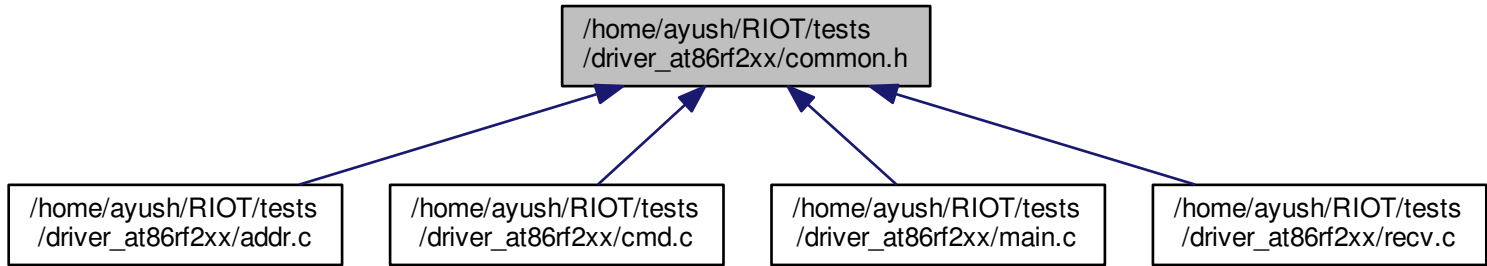 /home/ayush/RIOT/tests
/driver_at86rf2xx/common.h
/home/ayush/RIOT/tests
/driver_at86rf2xx/addr.c
/home/ayush/RIOT/tests
/driver_at86rf2xx/cmd.c
/home/ayush/RIOT/tests
/driver_at86rf2xx/main.c
/home/ayush/RIOT/tests
/driver_at86rf2xx/recv.c